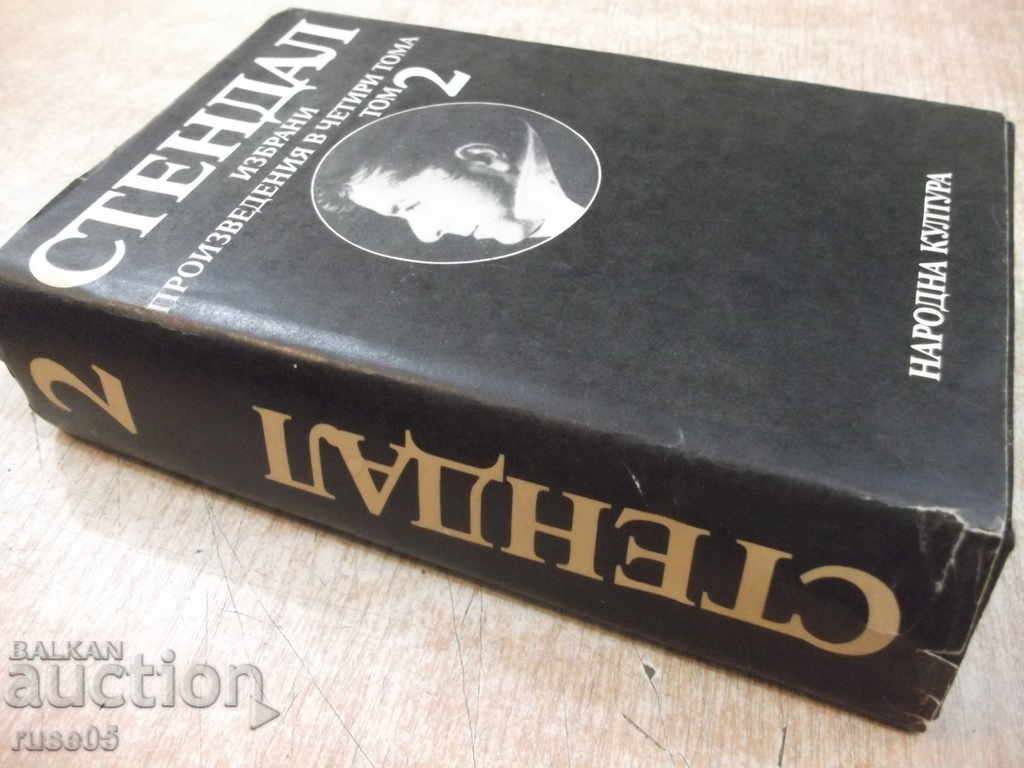 СТЕНДАЛ
ИЗБРАНИ
ПРОИЗВЕДЕНИЯ В ЧЕТИРИ ТОМА
ТОМ 2
НАРОДНА КУЛТУРА
2
СТЕНДАЛ
BALKAN
auction
ruse05